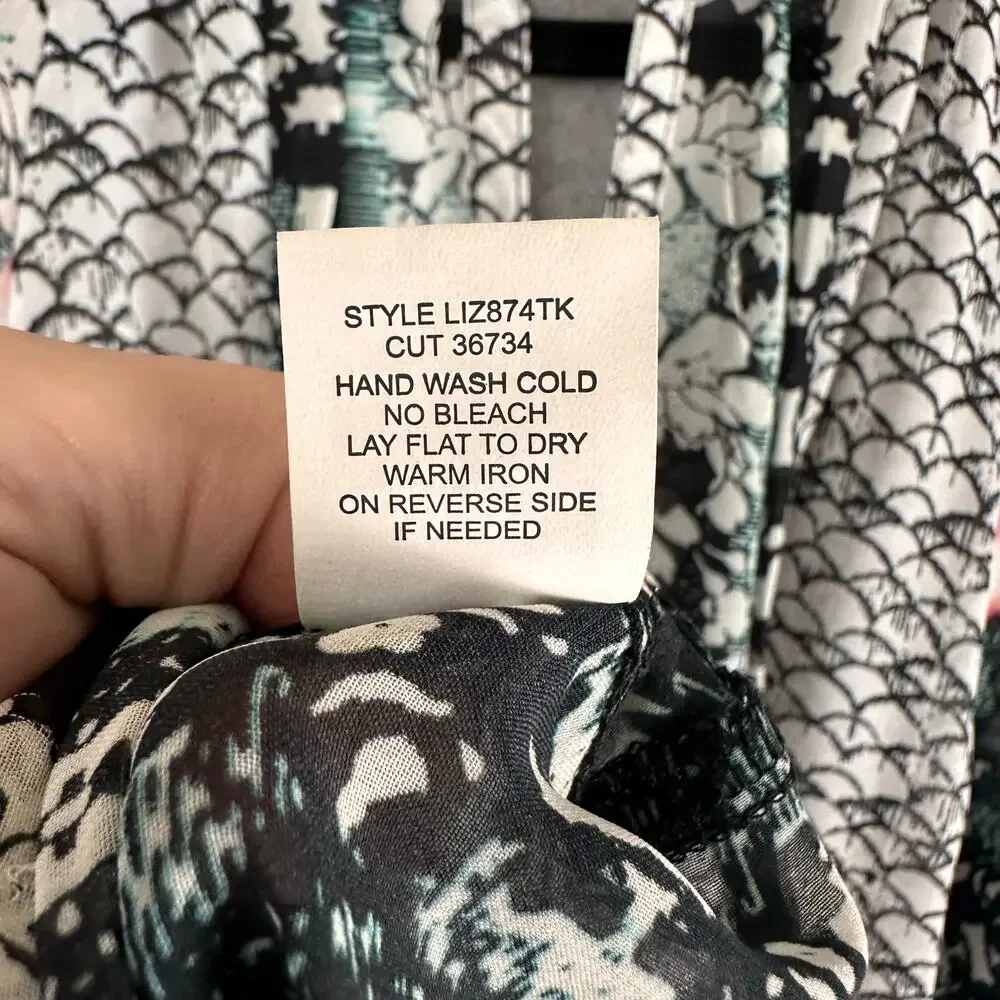 STYLE LIZ874TK
CUT 36734
HAND WASH COLD
NO BLEACH
LAY FLAT TO DRY
WARM IRON
ON REVERSE SIDE
IF NEEDED